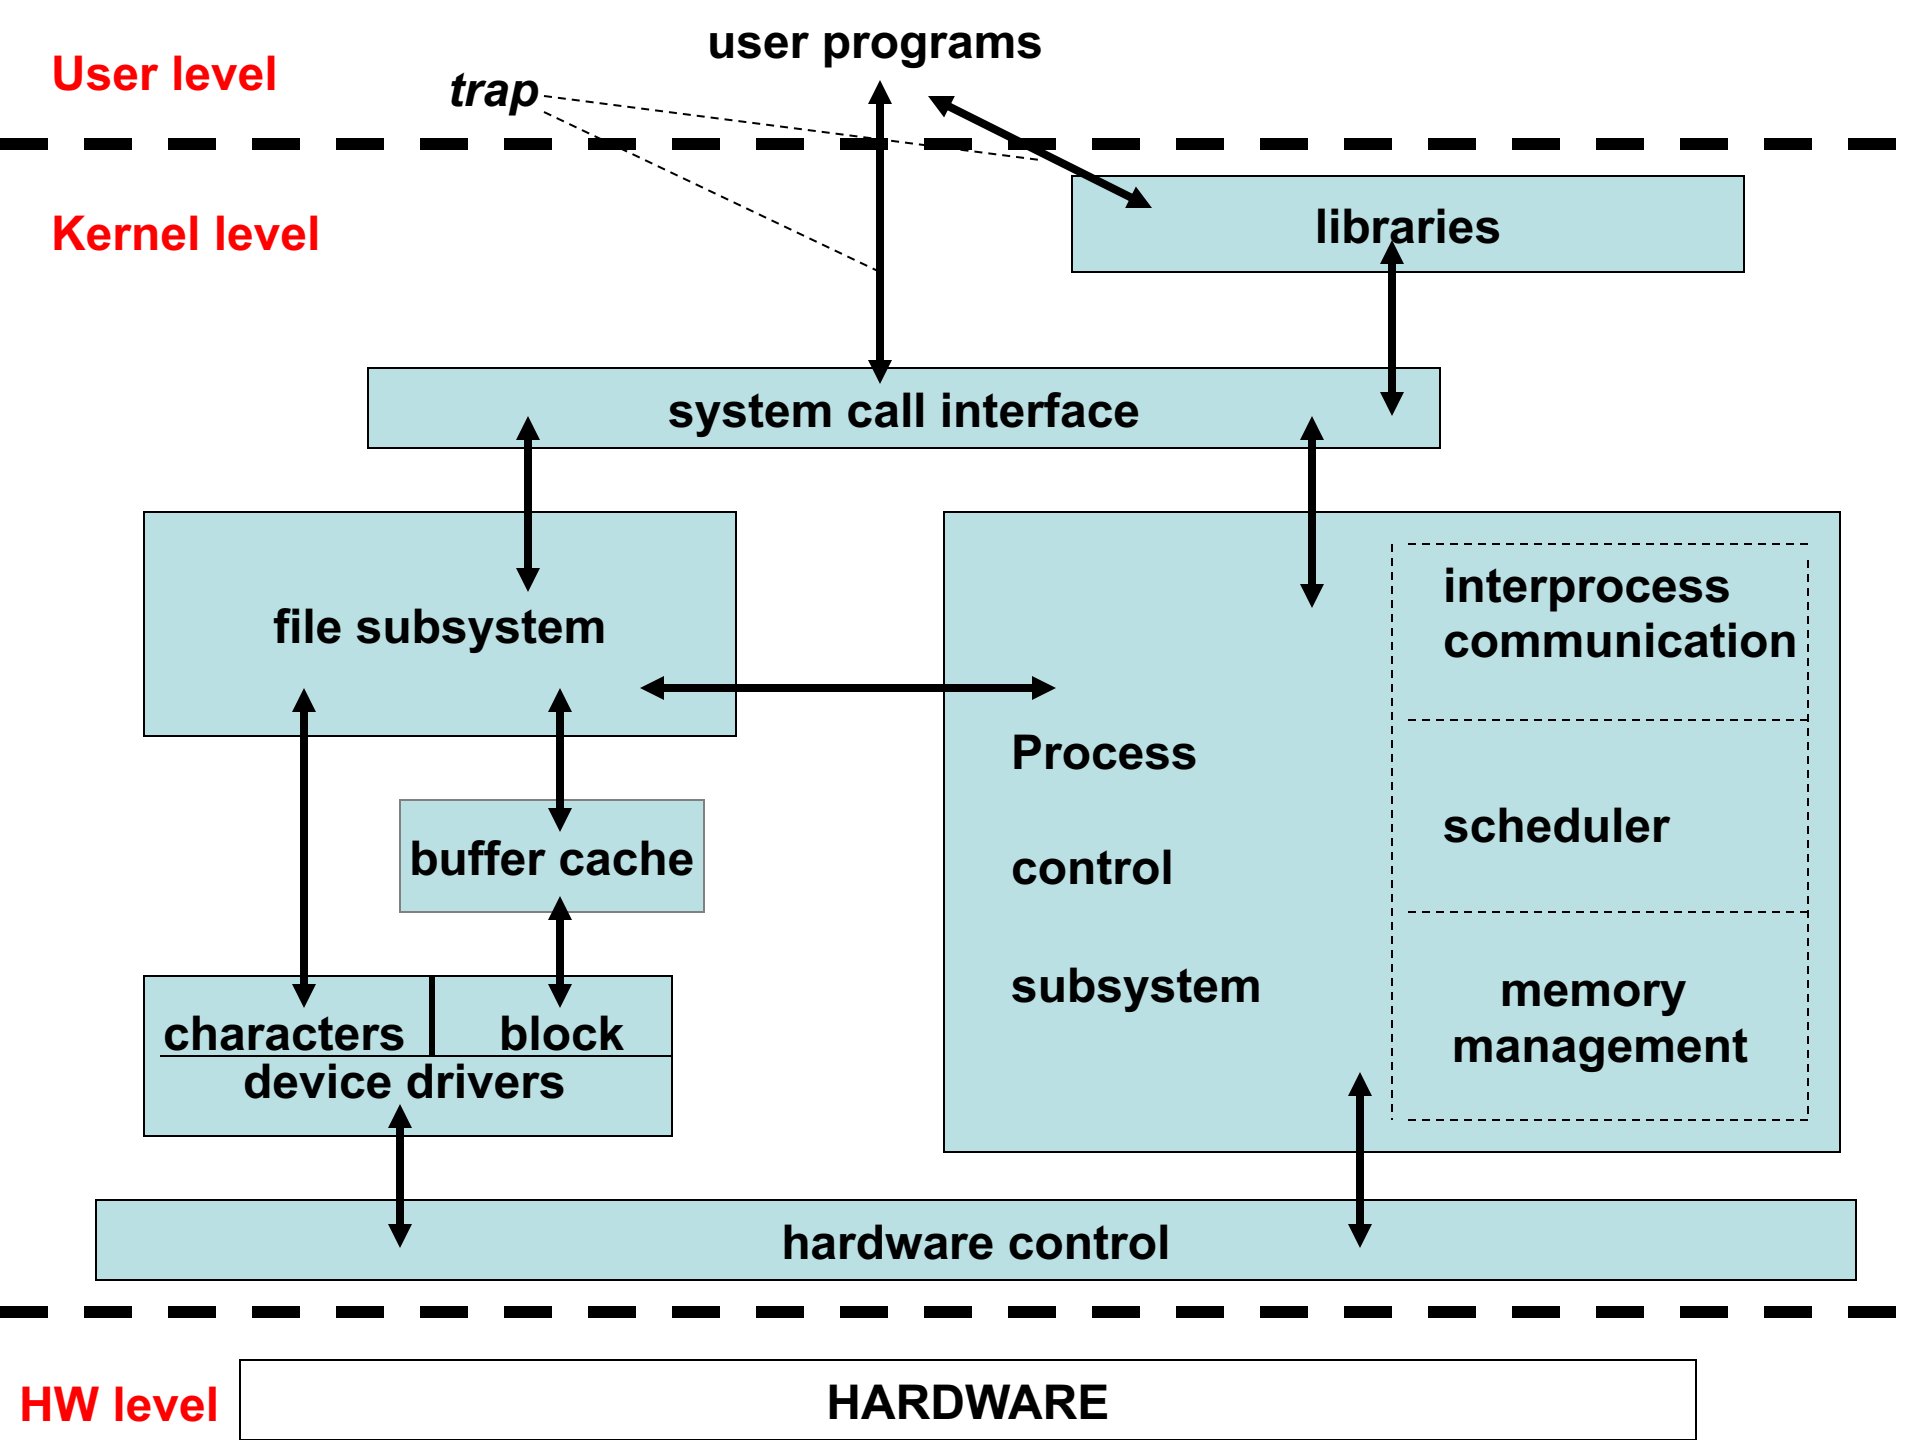 user programs
User level
trap
Kernel level
libraries
system call interface
file subsystem
interprocess
communication
Process
scheduler
control
buffer cache
subsystem
memory
management
characters block
device drivers
hardware control
HW level
HARDWARE